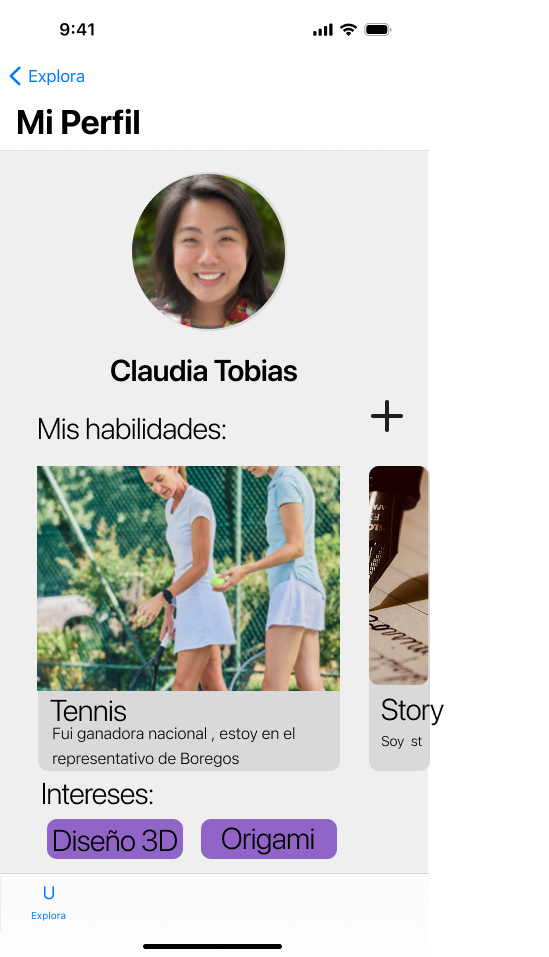 9:41
Explora
Mi Perfil
Claudia Tobias
Mis habilidades:
Tennis
Fui ganadora nacional , estoy en el
representativo de Boregos
Story
Soy st
Intereses:
Diseño 3D
Origami
U
Explora